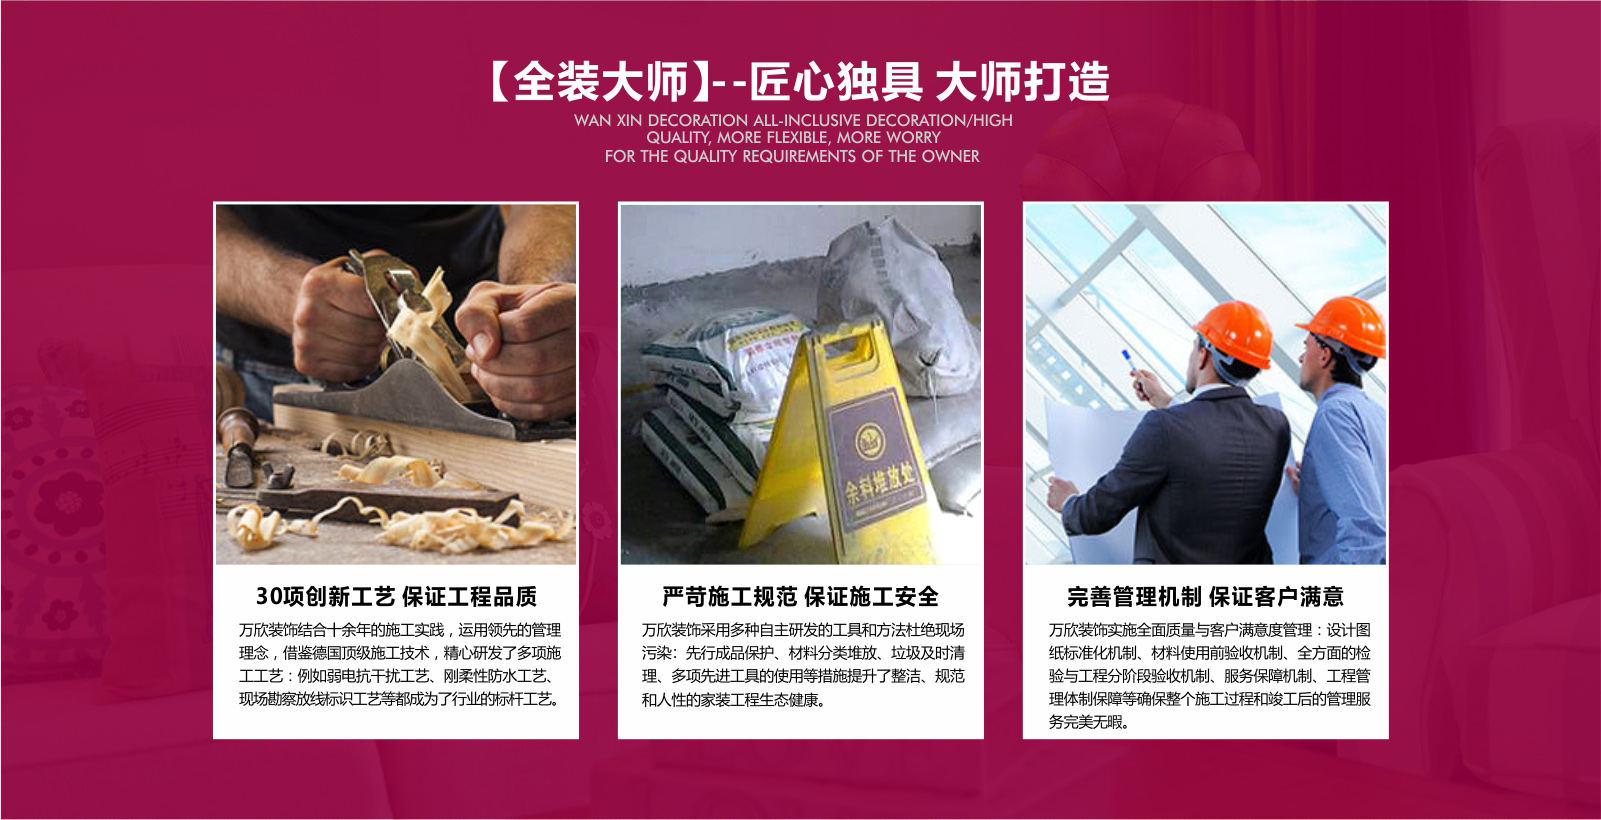 【全装大师】--匠心独具 大师打造
WAN XIN DECORATION ALL-INCLUSIVE DECORATION/HIGH
QUALITY, MORE FLEXIBLE, MORE WORRY
FOR THE QUALITY REQUIREMENTS OF THE OWNER
余料堆放处
30项创新工艺 保证工程品质
万欣装饰结合十余年的施工实践，运用领先的管理
理念，借鉴德国顶级施工技术，精心研发了多项施
工工艺：例如弱电抗干扰工艺、刚柔性防水工艺、
现场勘察放线标识工艺等都成为了行业的标杆工艺。
严苛施工规范 保证施工安全
万欣装饰采用多种自主研发的工具和方法杜绝现场
污染：先行成品保护、材料分类堆放、垃圾及时清
理、多项先进工具的使用等措施提升了整洁、规范
和人性的家装工程生态健康。
完善管理机制 保证客户满意
万欣装饰实施全面质量与客户满意度管理：设计图
纸标准化机制、材料使用前验收机制、全方面的检
验与工程分阶段验收机制、服务保障机制、工程管
理体制保障等确保整个施工过程和竣工后的管理服
务完美无暇。